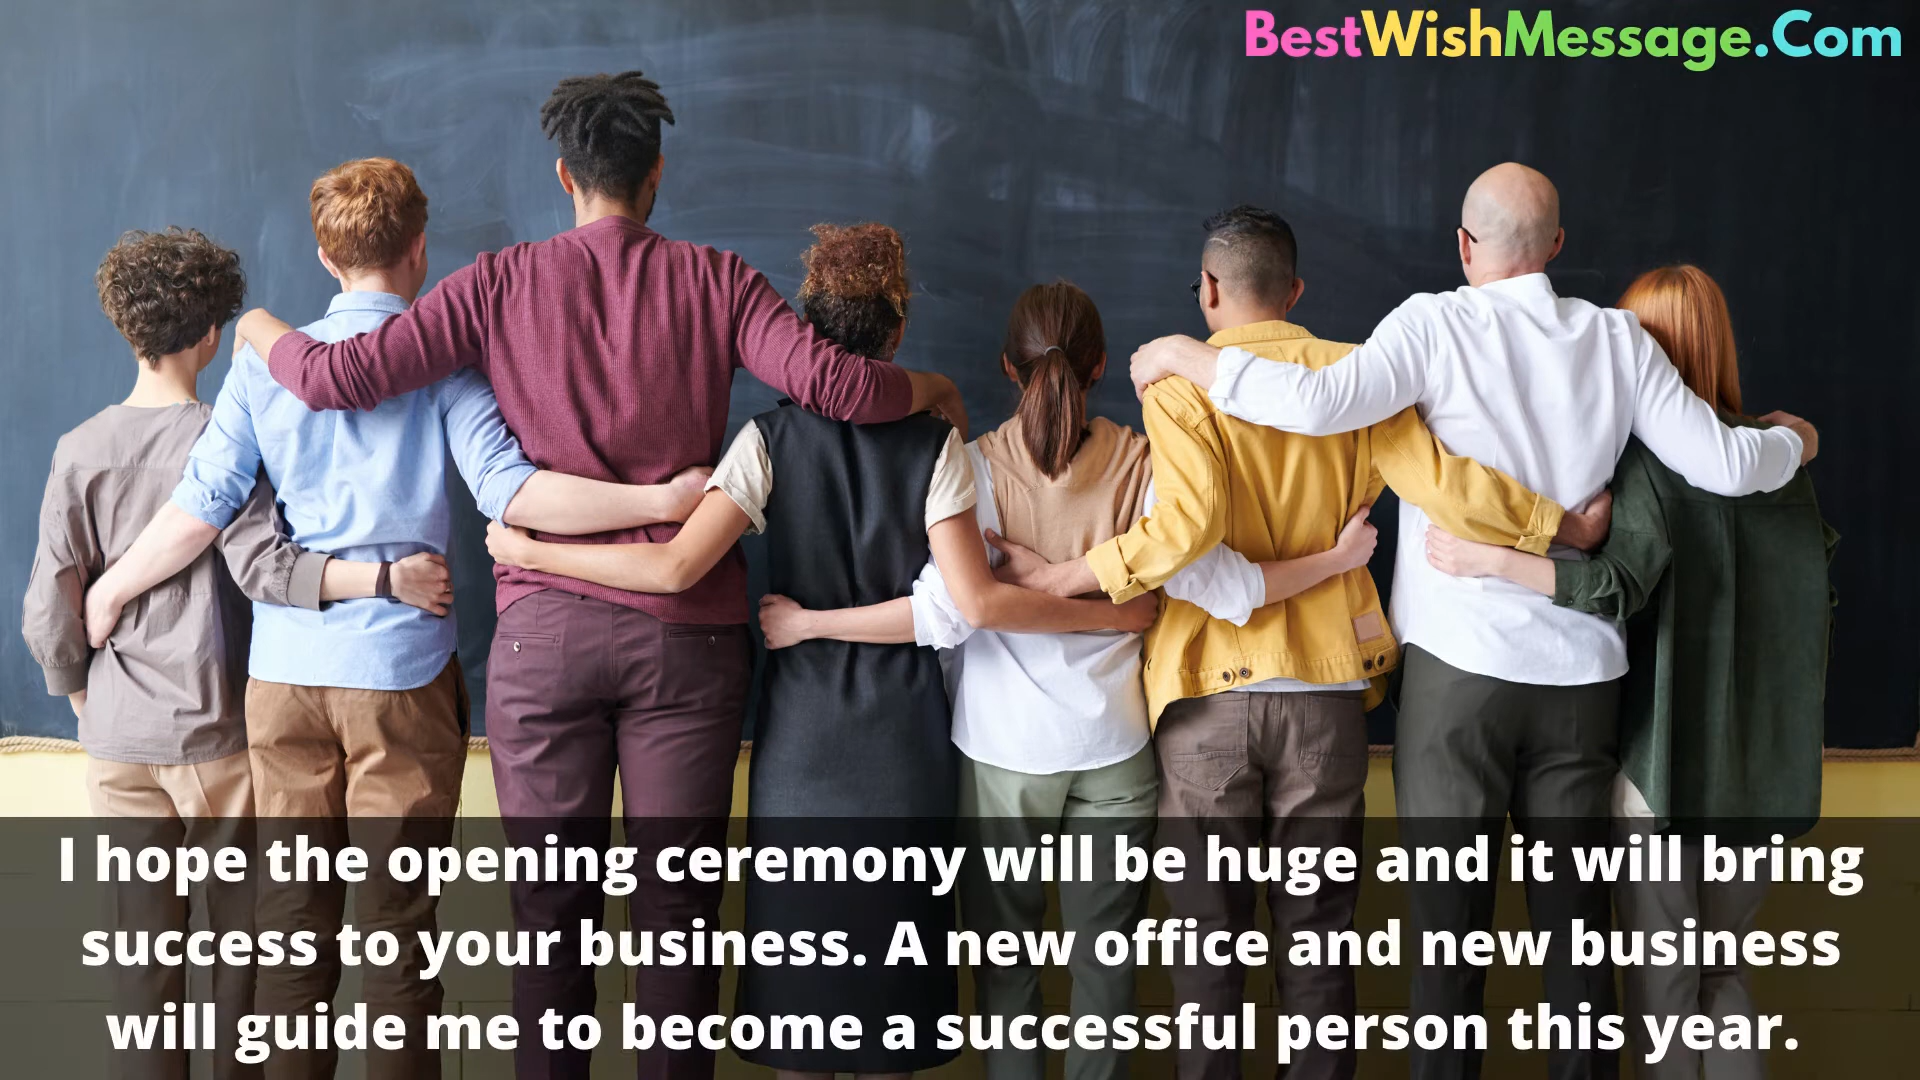 BestWishMessage.Com
I hope the opening ceremony will be huge and it will bring
success to your business. A new office and new business
will guide me to become a successful person this year.